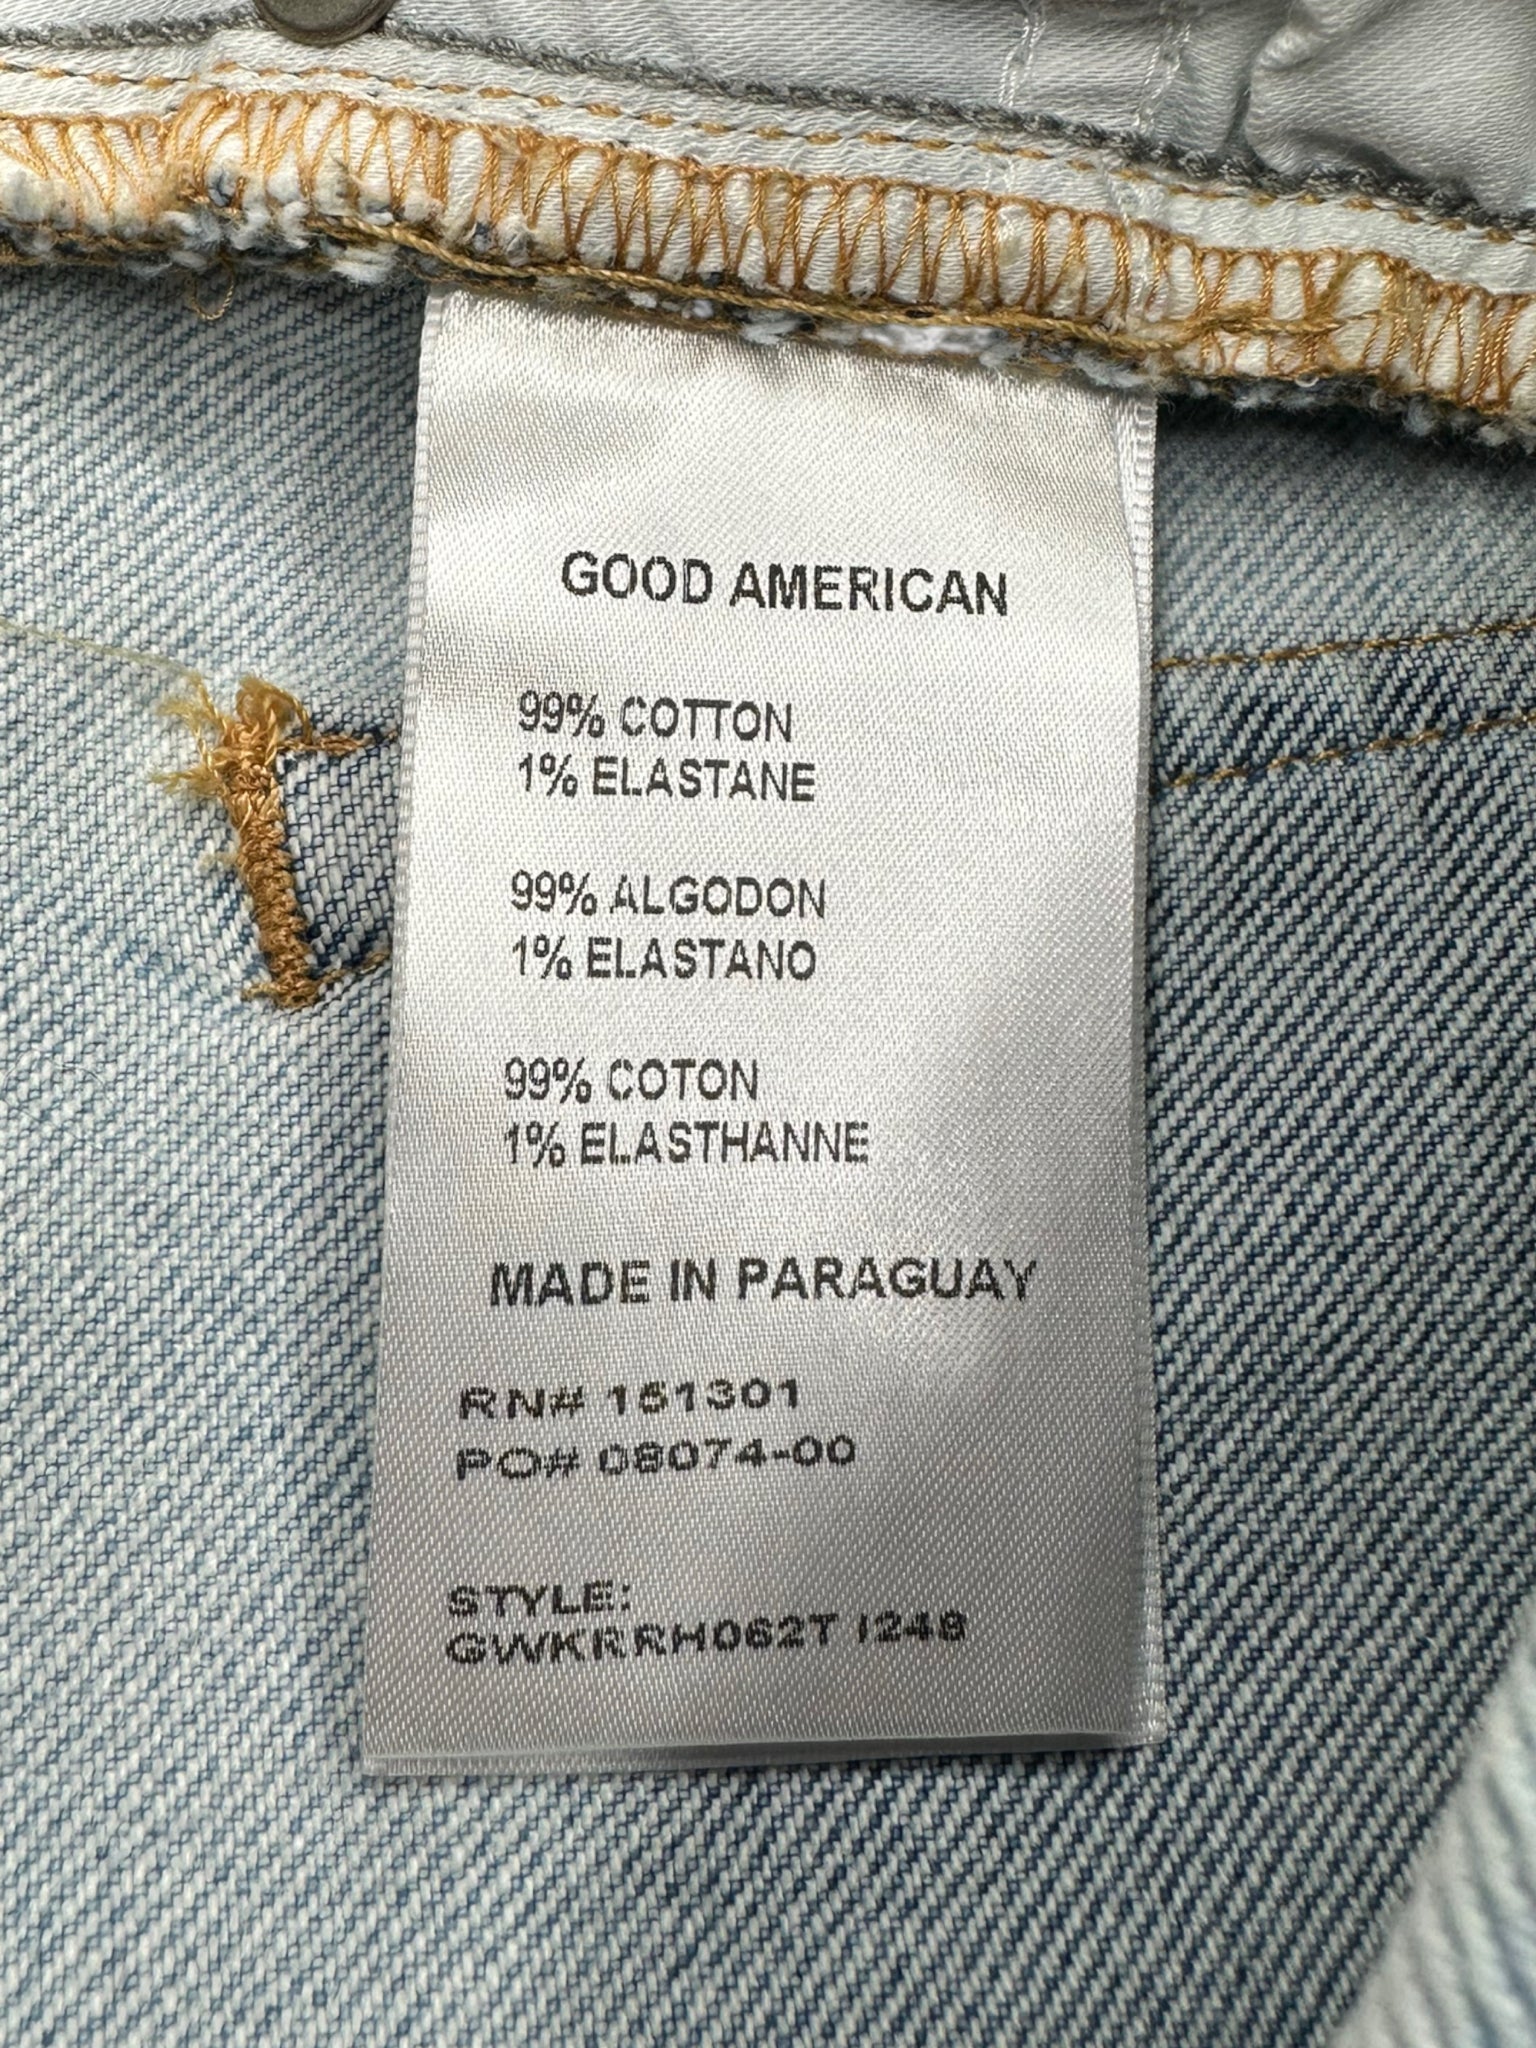 GOOD AMERICAN
99% COTTON
1% ELASTANE
99% ALGODON
1% ELASTANO
99% COTON
1% ELASTHANNE
MADE IN PARAGUAY
RN# 151301
PO# 08074-00
STYLE:
GWKRRH062T I248